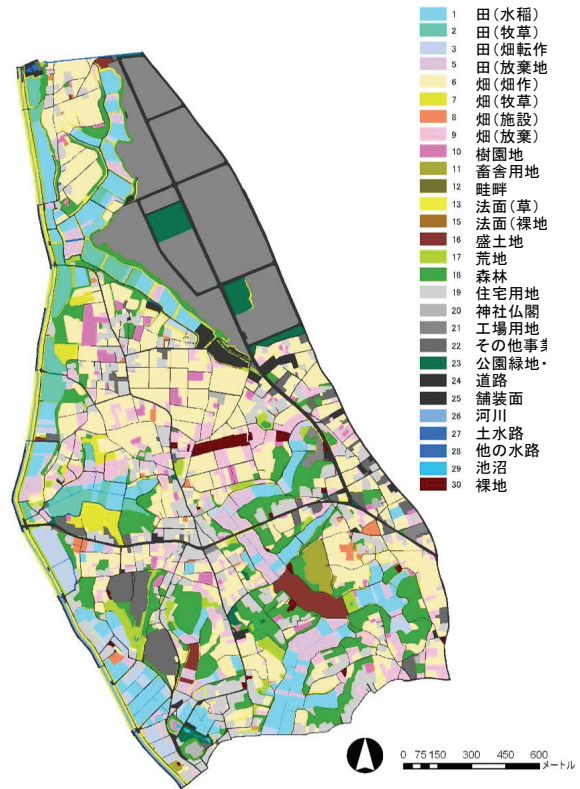 1 田(水稲)
2 田(牧草)
3 田(畑転作
5 田(放棄地
6 畑(畑作)
7 畑(牧草)
8 畑(施設)
9 畑(放棄)
10 樹園地
11 畜舎用地
12 畦畔
13 法面(草)
15 法面(裸地
16 盛土地
17 荒地
18 森林
19 住宅用地
20 神社仏閣
21 工場用地
22 その他事業
23 公園緑地・
24 道路
25 舗装面
26 河川
27 土水路
28 他の水路
29 池沼
30 裸地
0 75 150 300 450 600
メートル